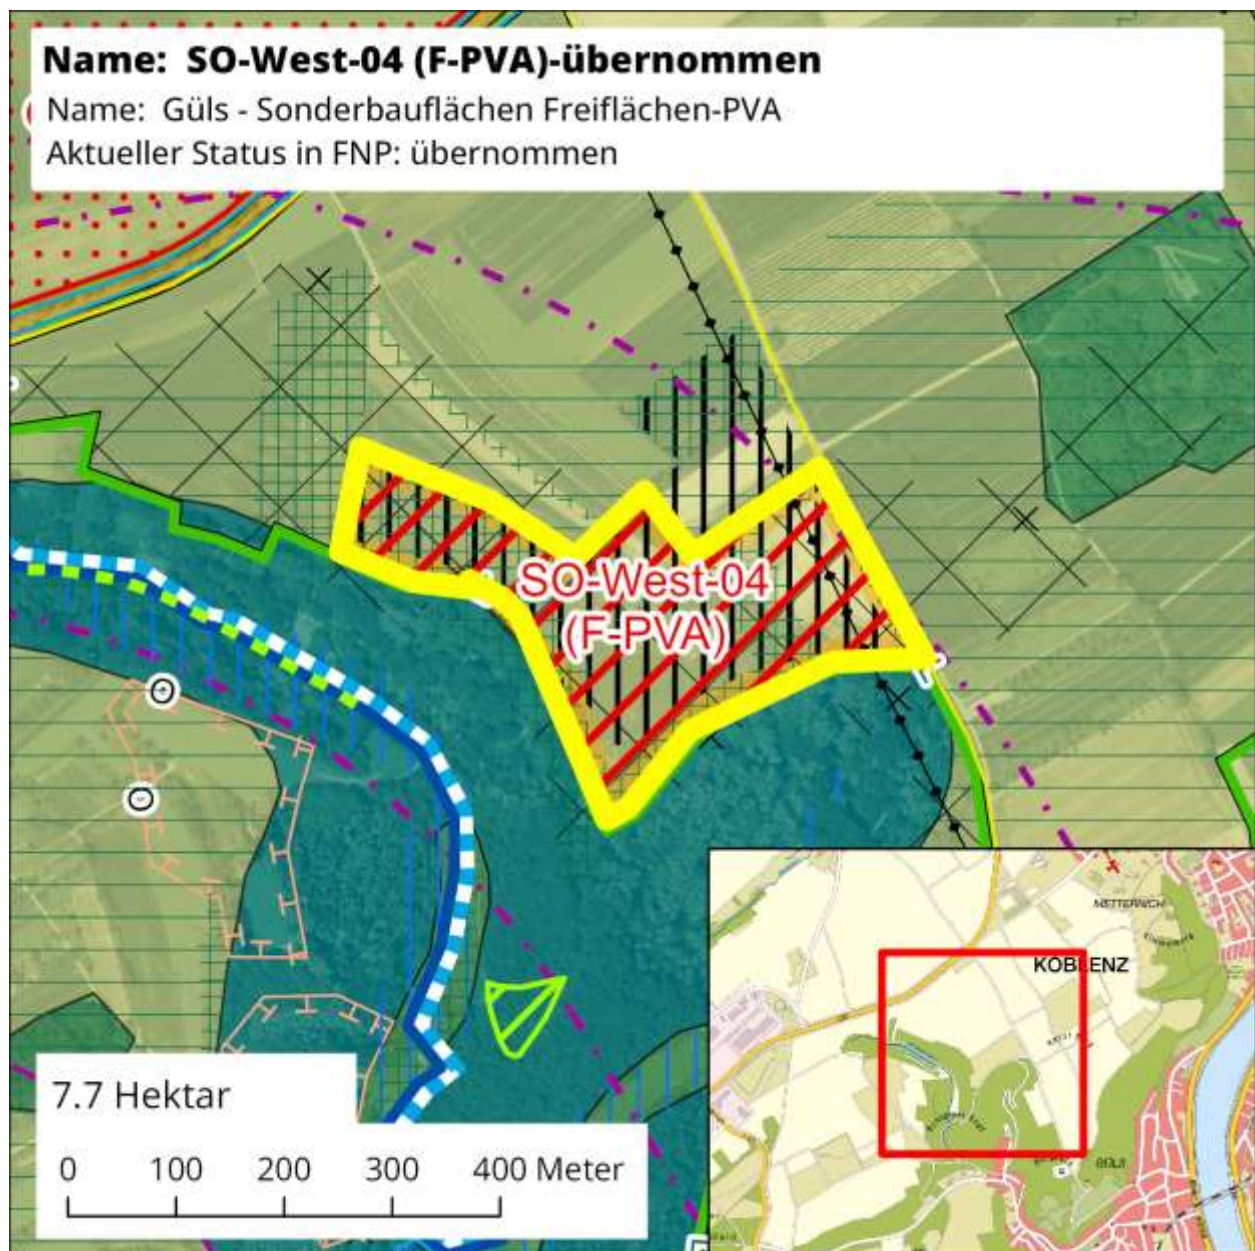 Name: SO-West-04 (F-PVA)-übernommen
Name: Güls - Sonderbauflächen Freiflächen-PVA
Aktueller Status in FNP: übernommen
SO-West-04
(F-PVA)
METTERNICH
KOBLENZ
GÜLS
7.7 Hektar
0 100 200 300 400 Meter